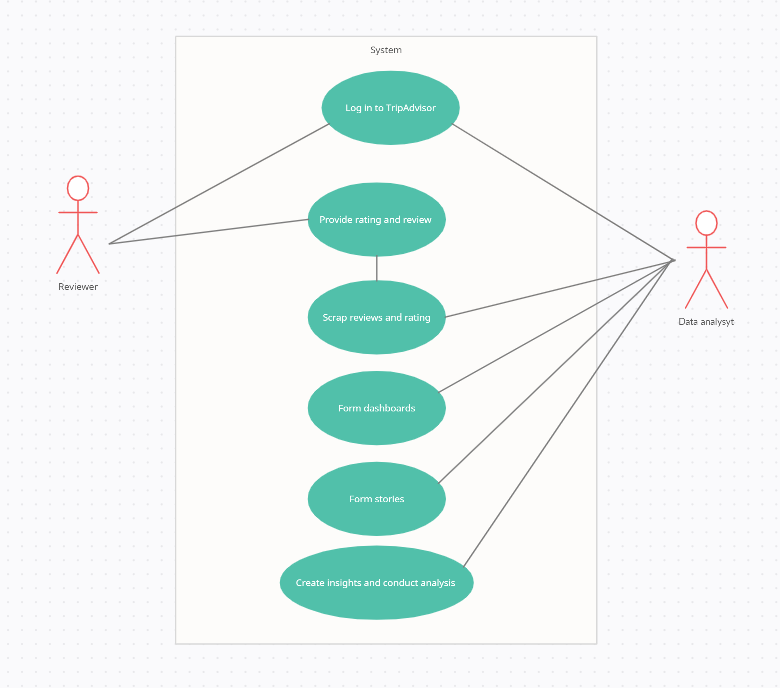 System
Log in to TripAdvisor
Provide rating and review
Reviewer
Scrap reviews and rating
Data analysyt
Form dashboards
Form stories
Create insights and conduct analysis